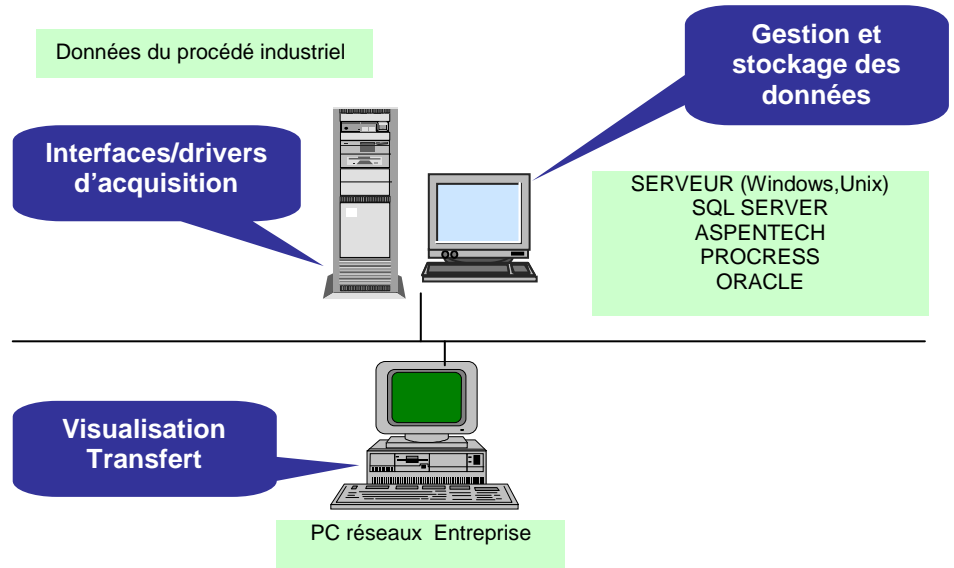 Données du procédé industriel
Gestion et
stockage des
données
Interfaces/drivers
d’acquisition
SERVEUR (Windows,Unix)
SQL SERVER
ASPENTECH
PROCRESS
ORACLE
Visualisation
Transfert
PC réseaux Entreprise